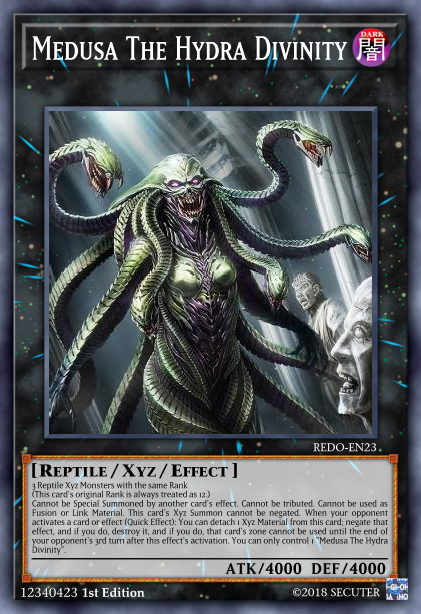 Medusa The Hydra Divinity
DARK
闇
REDO-EN23
[Reptile/Xyz/Effect]
3 Reptile Xyz Monsters with the same Rank
(This card's original Rank is always treated as 12.)
Cannot be Special Summoned by another card's effect. Cannot be tributed. Cannot be used as
Fusion or Link Material. This card's Xyz Summon cannot be negated. When your opponent
activates a card or effect (Quick Effect): You can detach 1 Xyz Material from this card; negate that
effect, and if you do, destroy it, and if you do, that card's zone cannot be used until the end of
your opponent's 3rd turn after this effect's activation. You can only control 1 "Medusa The Hydra
Divinity".
ATK/4000 DEF/4000
12340423 1st Edition
©2018 SECUTER